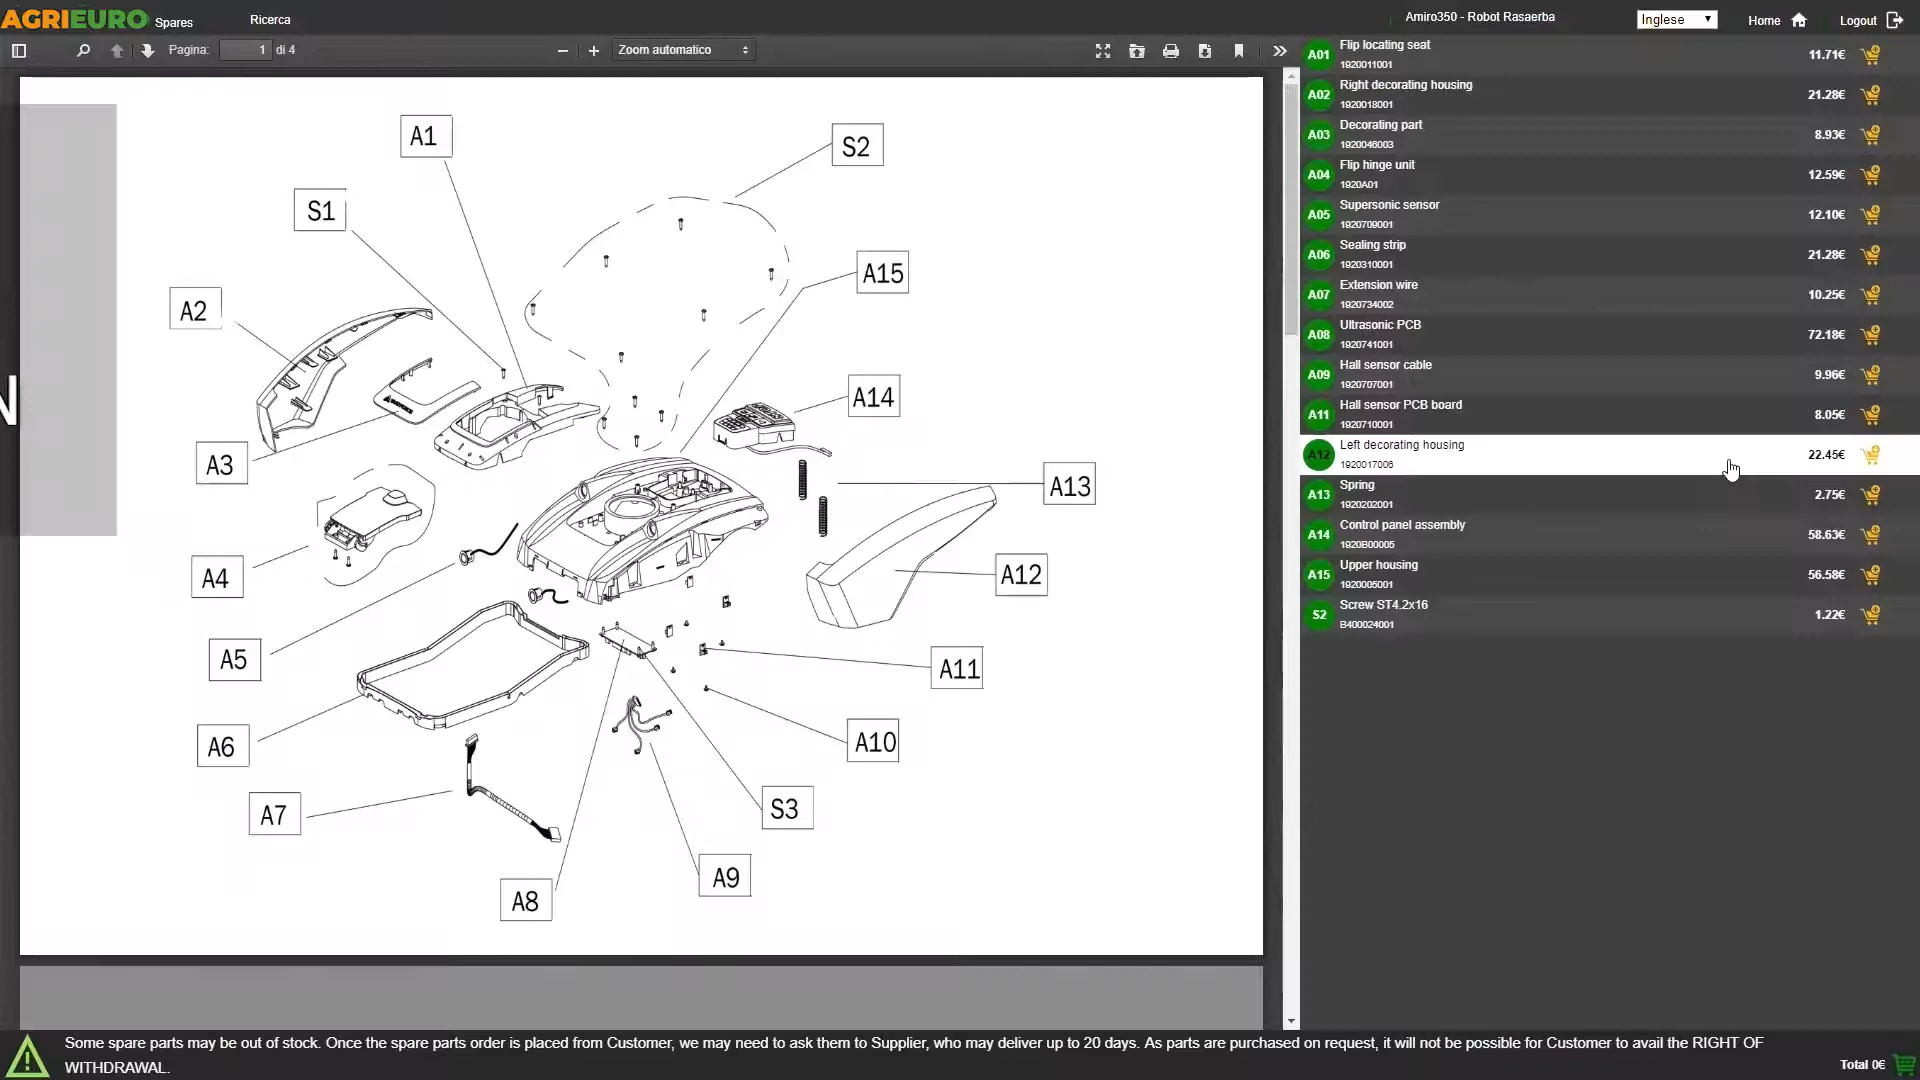 AGRIEURO Spares
Ricerca
Amiro350 - Robot Rasaerba
Inglese
Home
Logout
Pagina: 1 di 4
Zoom automatico
A1
S2
S1
A15
A2
A14
A3
A13
A4
A12
A5
A11
A6
A10
A7
S3
A9
A8
N
A01 Flip locating seat 11.71€
1920011001
A02 Right decorating housing 21.28€
1920018001
A03 Decorating part 8.93€
1920046003
A04 Flip hinge unit 12.59€
1920A01
A05 Supersonic sensor 12.10€
1920709001
A06 Sealing strip 21.28€
1920310001
A07 Extension wire 10.25€
1920734002
A08 Ultrasonic PCB 72.18€
1920741001
A09 Hall sensor cable 9.96€
1920707001
A11 Hall sensor PCB board 8.05€
1920710001
A12 Left decorating housing 22.45€
1920017006
A13 Spring 2.75€
1920202001
A14 Control panel assembly 58.63€
1920B00005
A15 Upper housing 56.58€
1920005001
S2 Screw ST4.2x16 1.22€
B400024001
Some spare parts may be out of stock. Once the spare parts order is placed from Customer, we may need to ask them to Supplier, who may deliver up to 20 days. As parts are purchased on request, it will not be possible for Customer to avail the RIGHT OF
WITHDRAWAL.
Total 0€